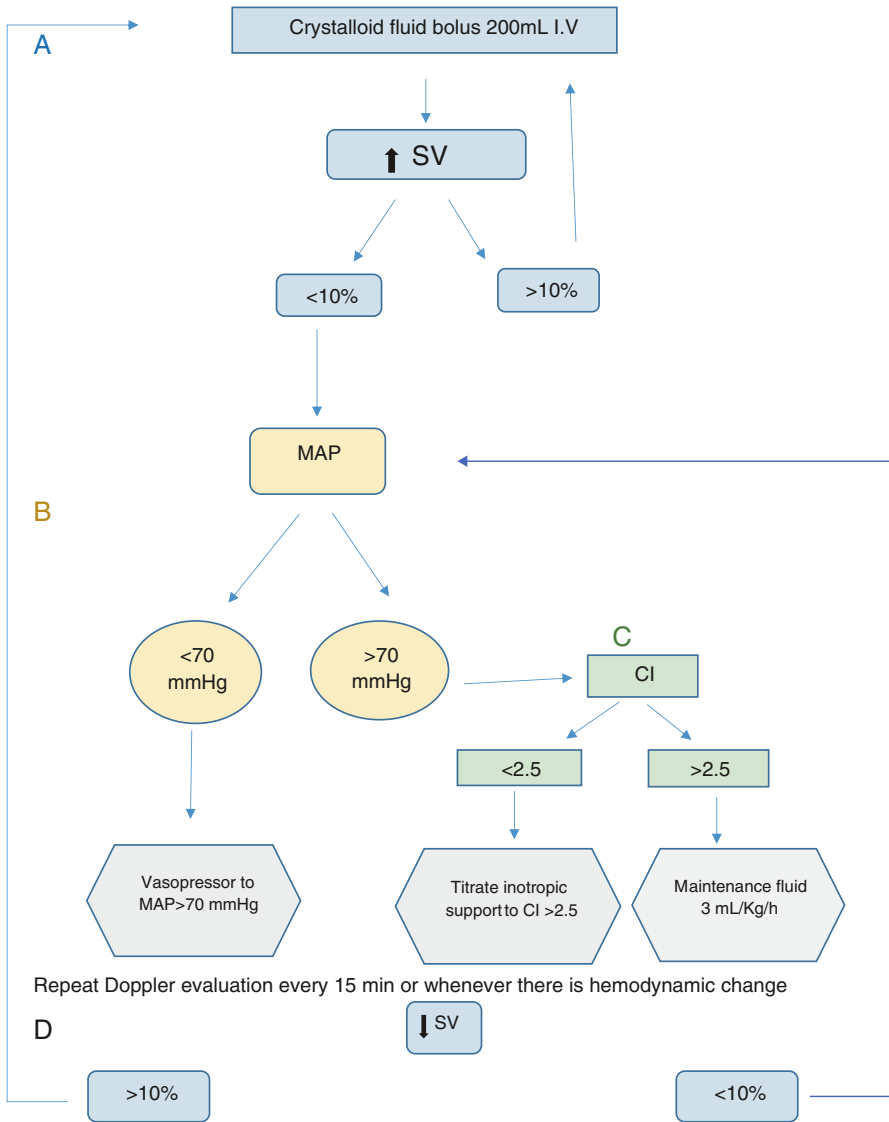 A
Crystalloid fluid bolus 200mL I.V
SV
<10%
>10%
MAP
B
<70
mmHg
>70
mmHg
C
CI
<2.5
>2.5
Vasopressor to
MAP>70 mmHg
Titrate inotropic
support to CI >2.5
Maintenance fluid
3 mL/Kg/h
Repeat Doppler evaluation every 15 min or whenever there is hemodynamic change
D
SV
>10%
<10%